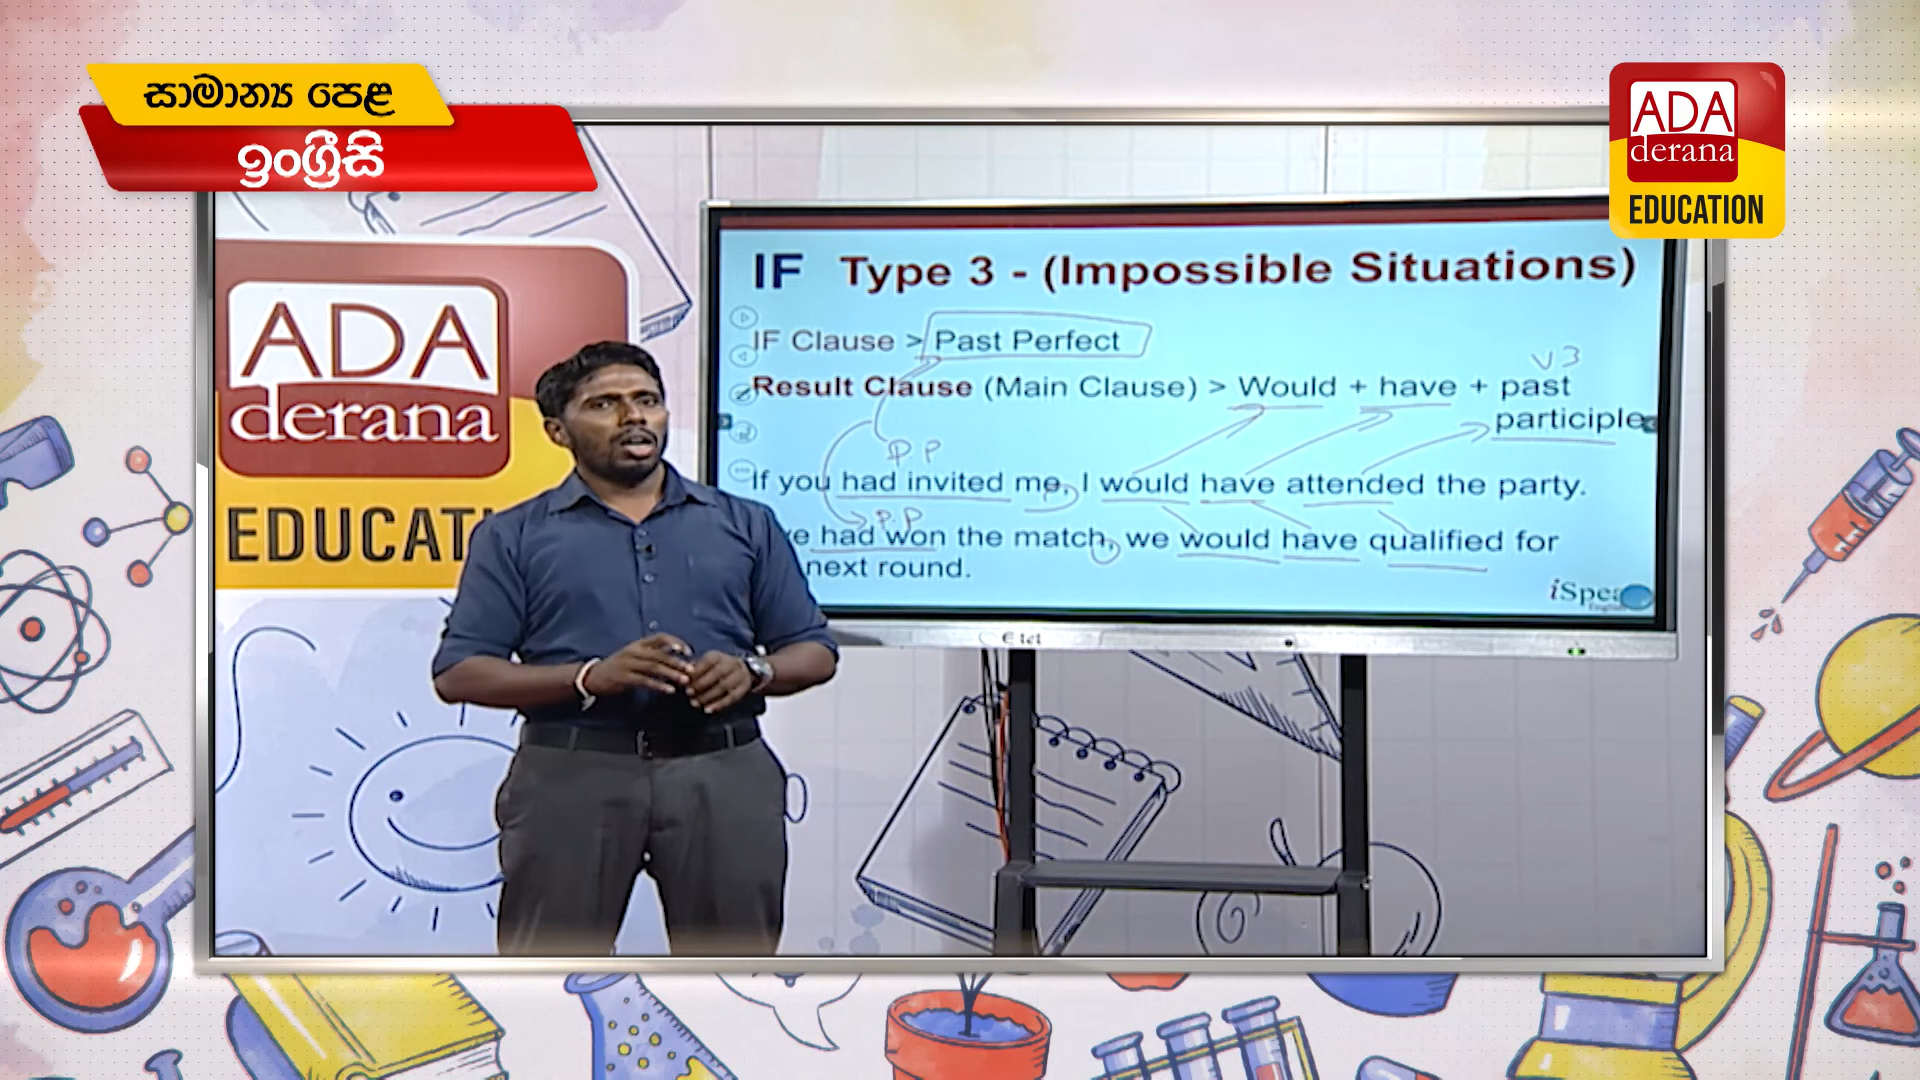 සාමාන්‍ය පෙළ
ඉංග්‍රීසි
ADA
derana
EDUCATION
ADA
derana
IF Type 3 - (Impossible Situations)
IF Clause > Past Perfect
V3
Result Clause (Main Clause) > Would + have + past
participle
P.P
If you had invited me, I would have attended the party.
P.P
had won the match, we would have qualified for
next round.
iSpea
tet